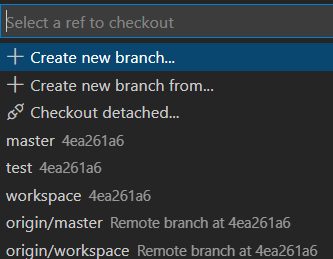 Select a ref to checkout
Create new branch...
Create new branch from...
Checkout detached...
master 4ea261a6
test 4ea261a6
workspace 4ea261a6
origin/master Remote branch at 4ea261a6
origin/workspace Remote branch at 4ea261a6